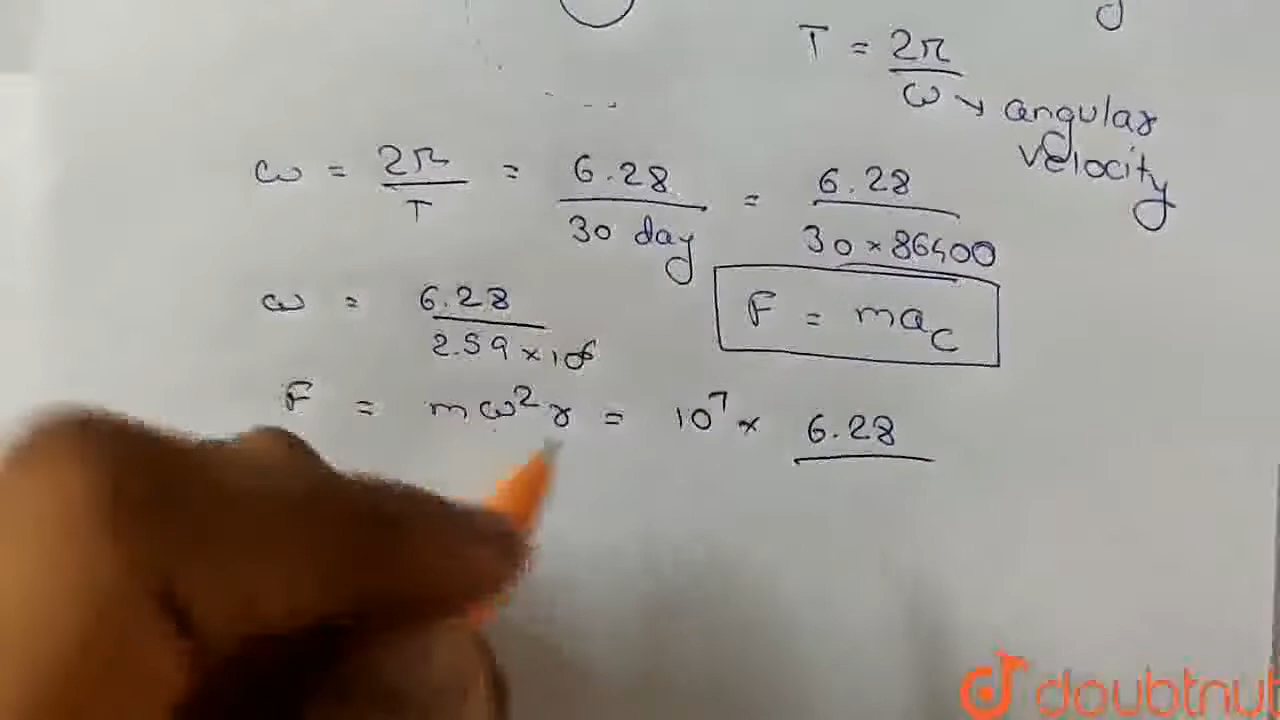 T = 2π/ω → angular
velocity
ω = 2π/T = 6.28/30 day = 6.28/30 × 86400
ω = 6.28/2.59 × 10⁶
F = ma_c
F = mω²r = 10⁷ × 6.28
doubtnut